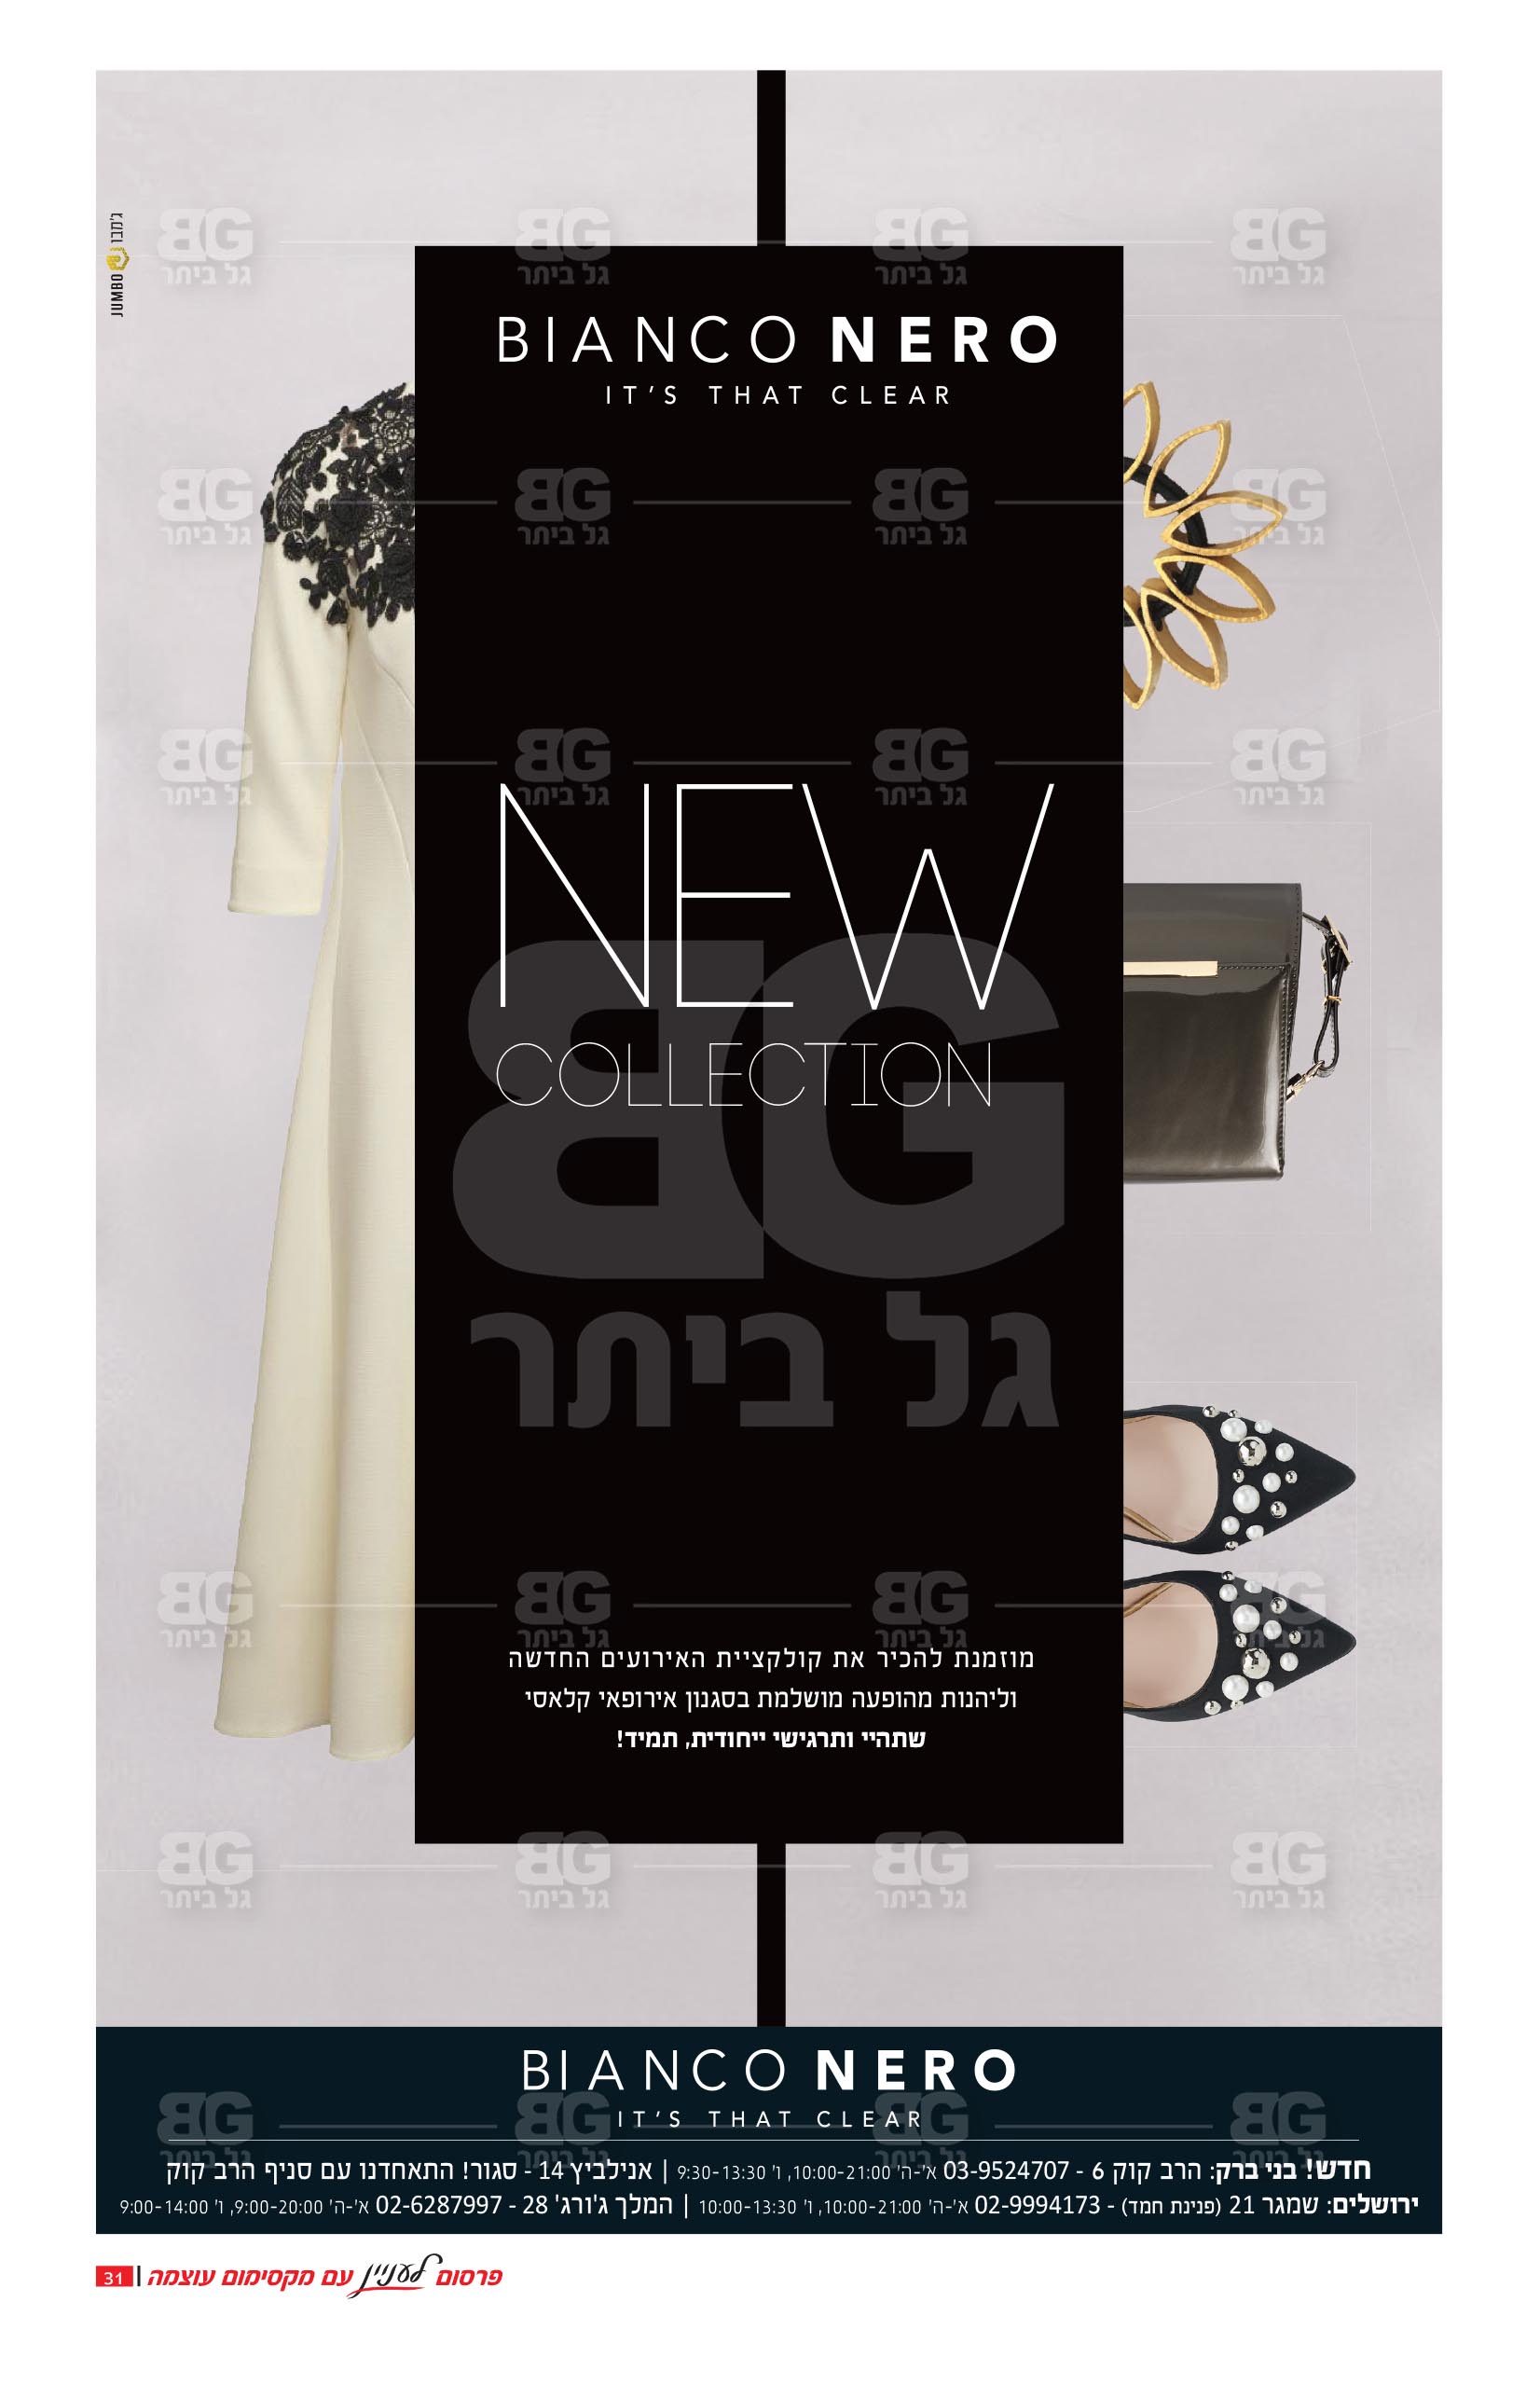 ג'מבו JUMBO
BIANCO NERO
IT'S THAT CLEAR
NEW
COLLECTION
BG
גל ביתר
מוזמנת להכיר את קולקציית האירועים החדשה
וליהנות מהופעה מושלמת בסגנון אירופאי קלאסי
שתהיי ותרגישי ייחודית, תמיד!
BIANCO NERO
IT'S THAT CLEAR
חדש! בני ברק: הרב קוק 6 - 03-9524707 א'-ה' 10:00-21:00, ו' 9:30-13:30 | אנילביץ 14 - סגור! התאחדנו עם סניף הרב קוק
ירושלים: שמגר 21 (פנינת חמד) - 02-9994173 א'-ה' 10:00-21:00, ו' 10:00-13:30 | המלך ג'ורג' 28 - 02-6287997 א'-ה' 9:00-20:00, ו' 9:00-14:00
פרסום לעניין עם מקסימום עוצמה | 31